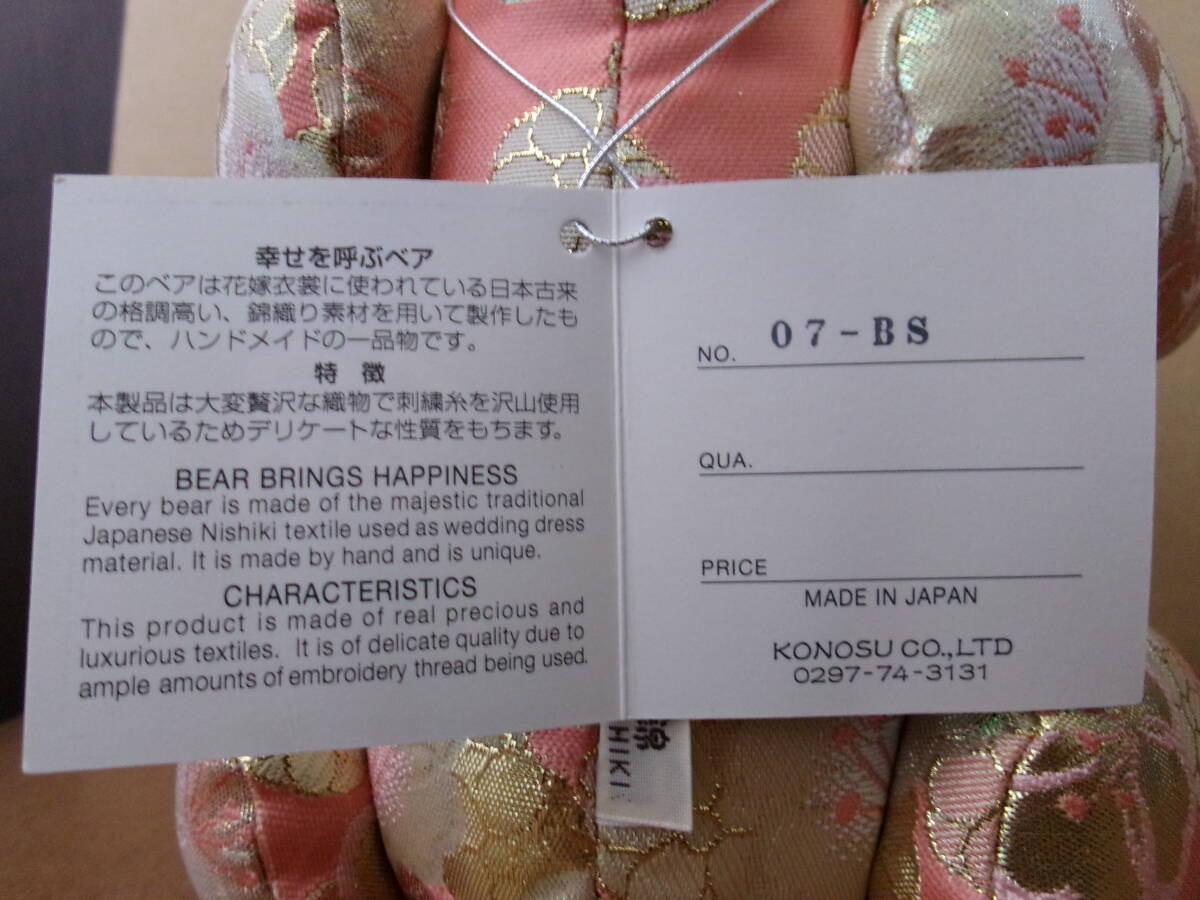 幸せを呼ぶベア
このベアは花嫁衣裳に使われている日本古来
の格調高い、錦織り素材を用いて製作したも
ので、ハンドメイドの一品物です。
特 徴
本製品は大変贅沢な織物で刺繍糸を沢山使用
しているためデリケートな性質をもちます。
BEAR BRINGS HAPPINESS
Every bear is made of the majestic traditional
Japanese Nishiki textile used as wedding dress
material. It is made by hand and is unique.
CHARACTERISTICS
This product is made of real precious and
luxurious textiles. It is of delicate quality due to
ample amounts of embroidery thread being used.
NO. 07-BS
QUA.
PRICE
MADE IN JAPAN
KONOSU CO.,LTD
0297-74-3131
錦
HIKI